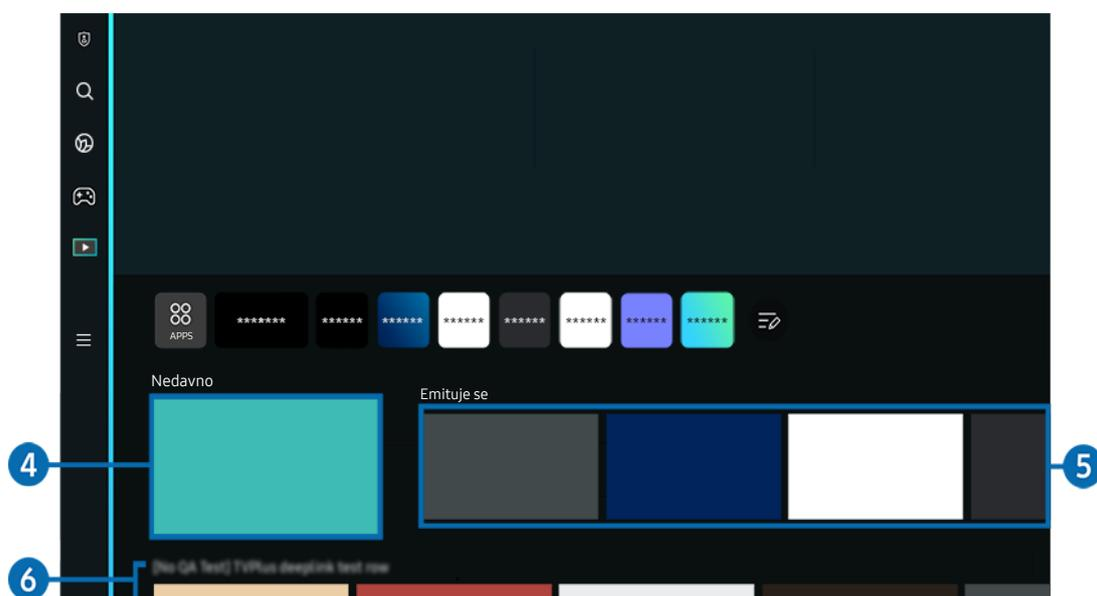 APPS
******* ****** ****** ****** ****** ****** ****** ******
Nedavno
Emituje se
4
5
[No QA Test] TVPlus deeplink test row
6